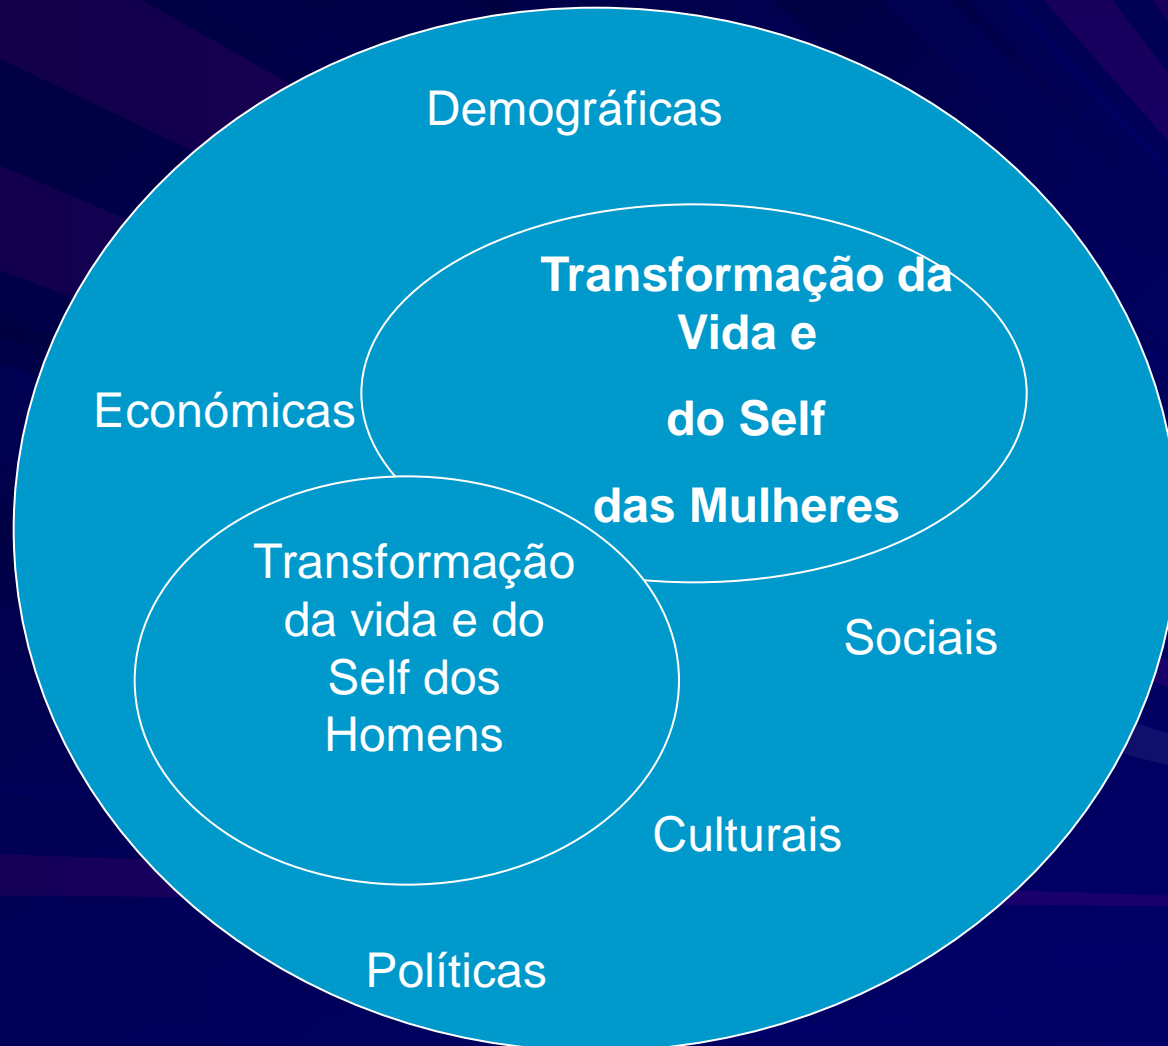 Demográficas
Transformação da
Vida e
do Self
das Mulheres
Económicas
Transformação
da vida e do
Self dos
Homens
Sociais
Culturais
Políticas